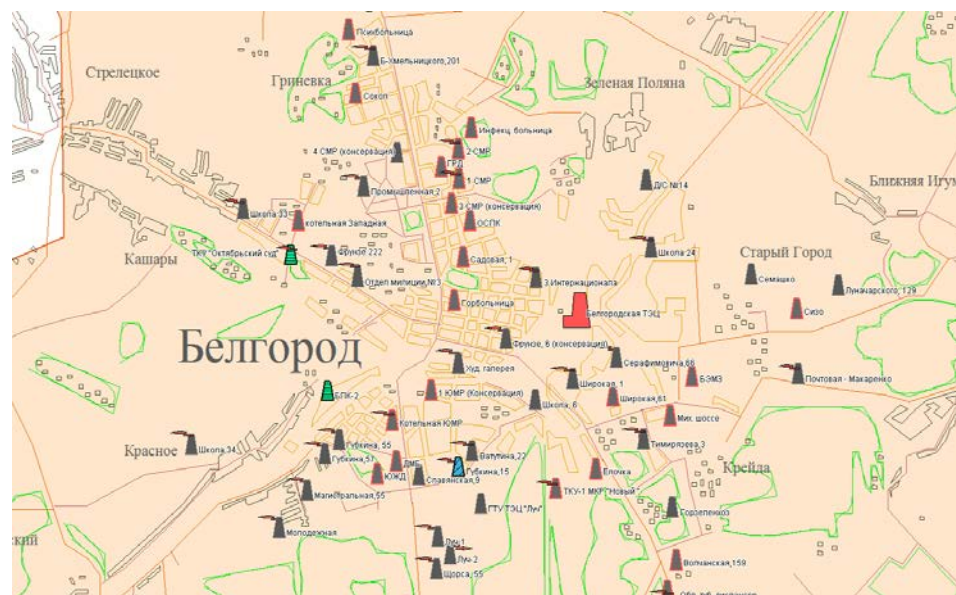 Психбольница
Б-Хмельницкого,201
Стрелецкое
Гриневка
Сокол
Зеленая Поляна
Инфекц. больница
4 СМР (консервация)
2 СМР
ГРД
1 СМР
Промышленная,2
Д/С №14
Ближняя Игум
Школа 33
3 СМР (консервация)
котельная Западная
ОСПК
ТКУ "Октябрьский суд"
Фрунзе 222
Кашары
Садовая, 1
Школа 24
Старый Город
Отдел милиции,№3
3 Интернационала
Семашко
Луначарского, 129
Горбольница
Белгородская ТЭЦ
Сизо
Белгород
Фрунзе, 6 (консервация)
Худ. галерея
Серафимовича,66
Широкая, 1
БЭМЗ
Почтовая - Макаренко
БПК-2
1 ЮМР (Консервация)
Школа, 6
Широкая,61
Котельная ЮМР
Мих. шоссе
Красное
Школа,34
Губкина, 55
Тимирязева,3
Губкина,57
Ватутина,22
ДМБ
Губкина,15
ЮЖД
Славянская,9
Елочка
Крейда
Магистральная,55
ТКУ-1 МКР "Новый"
ГТУ ТЭЦ "Луч"
Горзеленхоз
Молодежная
ский
Луч-1
Луч-2
Щорса, 55
Волчанская,159